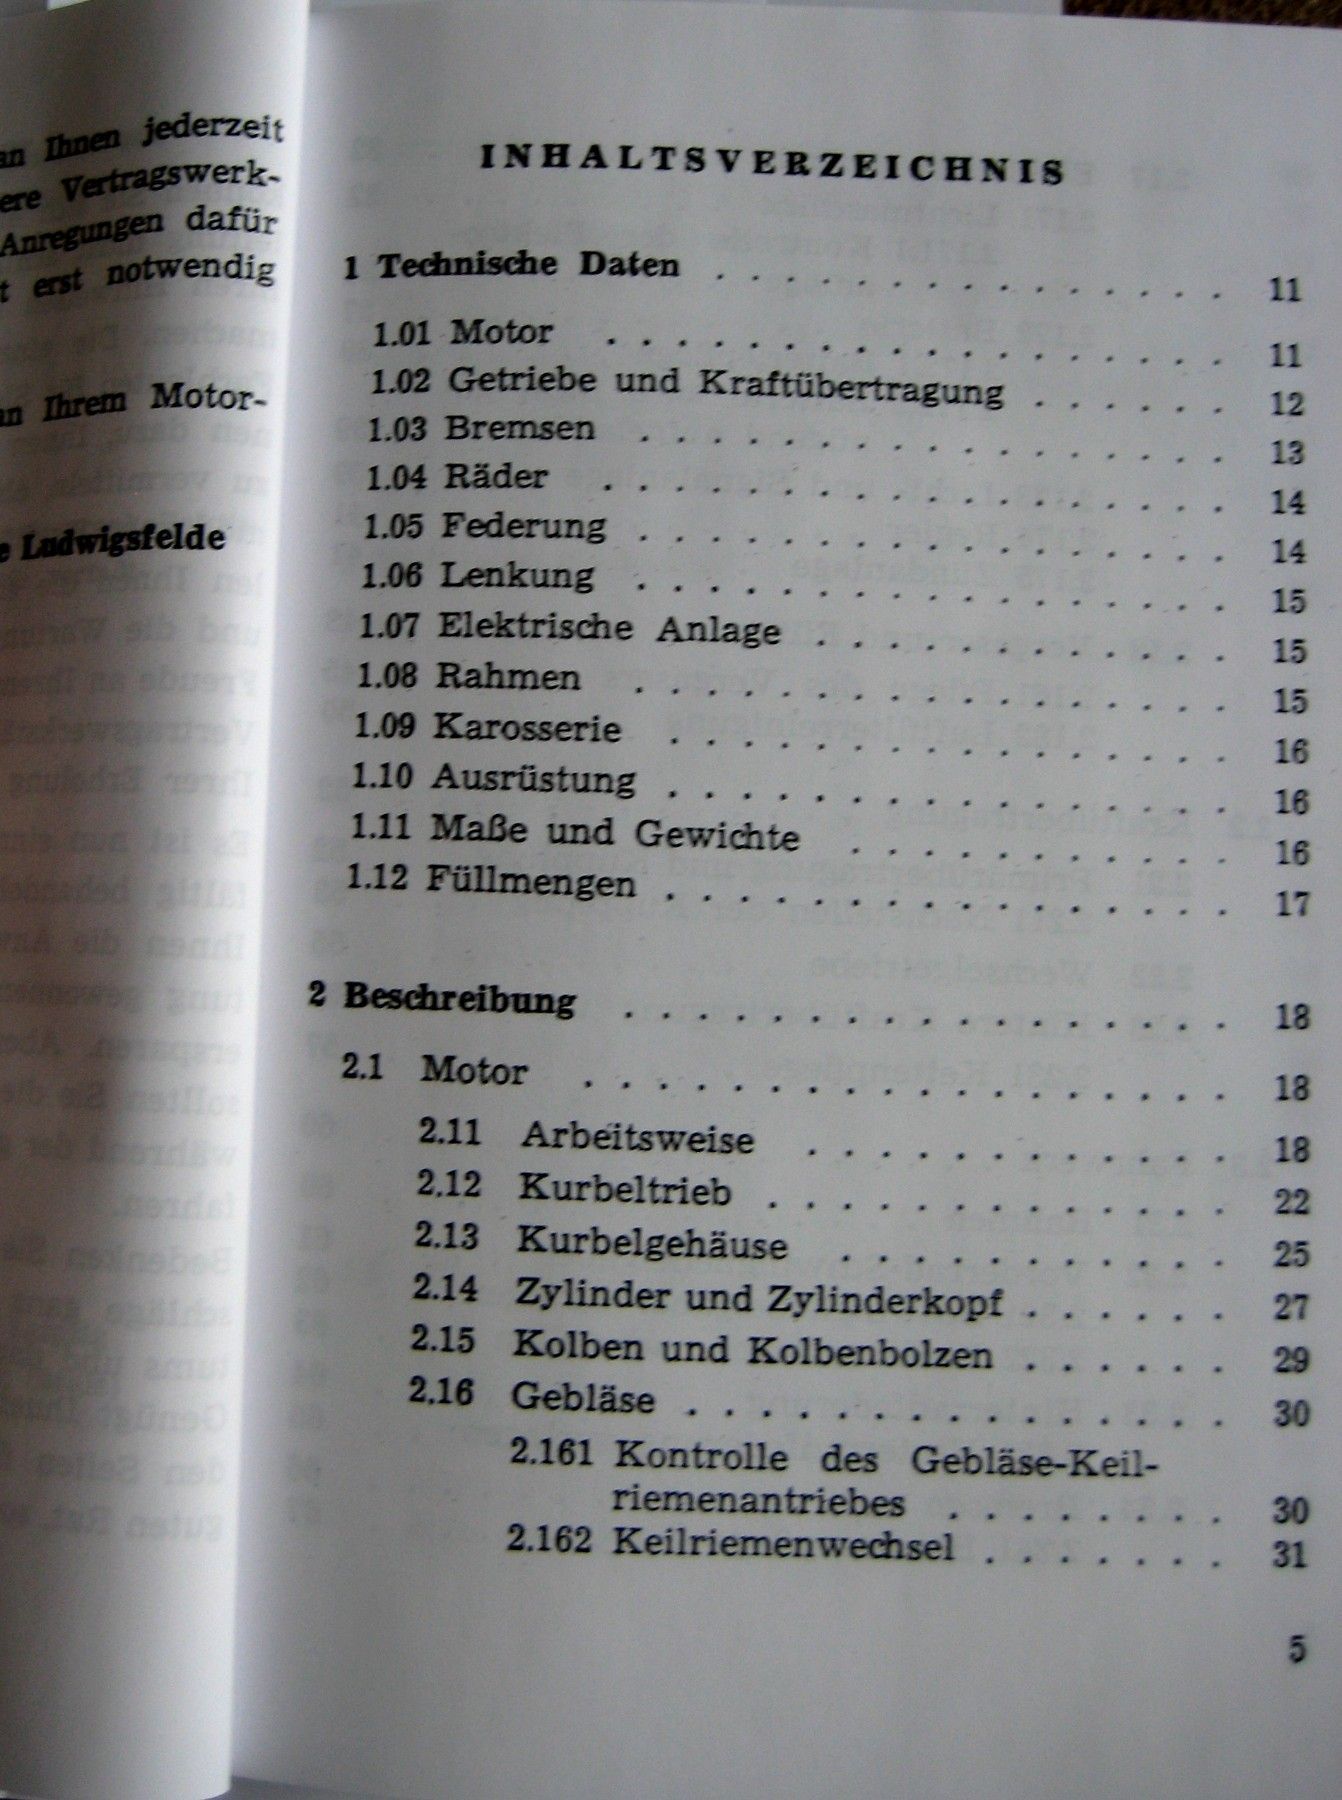 an Ihnen jederzeit
Vertragswerk-
Anregungen dafür
erst notwendig
Ihrem Motor-
Ludwigsfelde
INHALTSVERZEICHNIS
1 Technische Daten . . . . . . . . . . . . . . 11
1.01 Motor . . . . . . . . . . . . . . . . . 11
1.02 Getriebe und Kraftübertragung . . . . . . 12
1.03 Bremsen . . . . . . . . . . . . . . . . 13
1.04 Räder . . . . . . . . . . . . . . . . . 14
1.05 Federung . . . . . . . . . . . . . . . . 14
1.06 Lenkung . . . . . . . . . . . . . . . . 15
1.07 Elektrische Anlage . . . . . . . . . . . . 15
1.08 Rahmen . . . . . . . . . . . . . . . . 15
1.09 Karosserie . . . . . . . . . . . . . . . 16
1.10 Ausrüstung . . . . . . . . . . . . . . . 16
1.11 Maße und Gewichte . . . . . . . . . . . 16
1.12 Füllmengen . . . . . . . . . . . . . . . 17
2 Beschreibung . . . . . . . . . . . . . . . . 18
2.1 Motor . . . . . . . . . . . . . . . . . . 18
2.11 Arbeitsweise . . . . . . . . . . . . 18
2.12 Kurbeltrieb . . . . . . . . . . . . . 22
2.13 Kurbelgehäuse . . . . . . . . . . . 25
2.14 Zylinder und Zylinderkopf . . . . . . 27
2.15 Kolben und Kolbenbolzen . . . . . . 29
2.16 Gebläse . . . . . . . . . . . . . . . 30
2.161 Kontrolle des Gebläse-Keil-
riemenantriebes . . . . . . . . 30
2.162 Keilriemenwechsel . . . . . . . 31
5